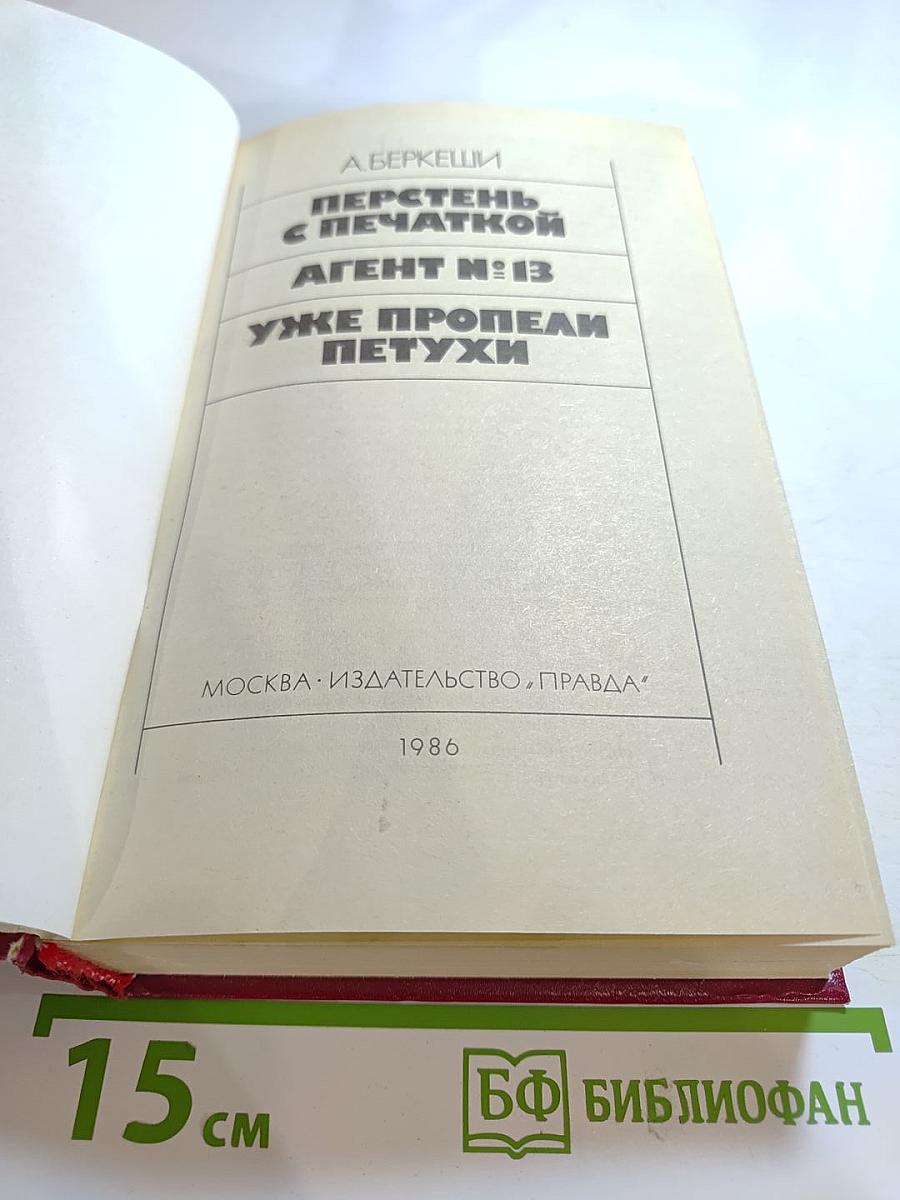 А. БЕРКЕШИ
ПЕРСТЕНЬ
С ПЕЧАТКОЙ
АГЕНТ №13
УЖЕ ПРОПЕЛИ
ПЕТУХИ
МОСКВА · ИЗДАТЕЛЬСТВО „ПРАВДА“
1986
15 см
БФ БИБЛИОФАН